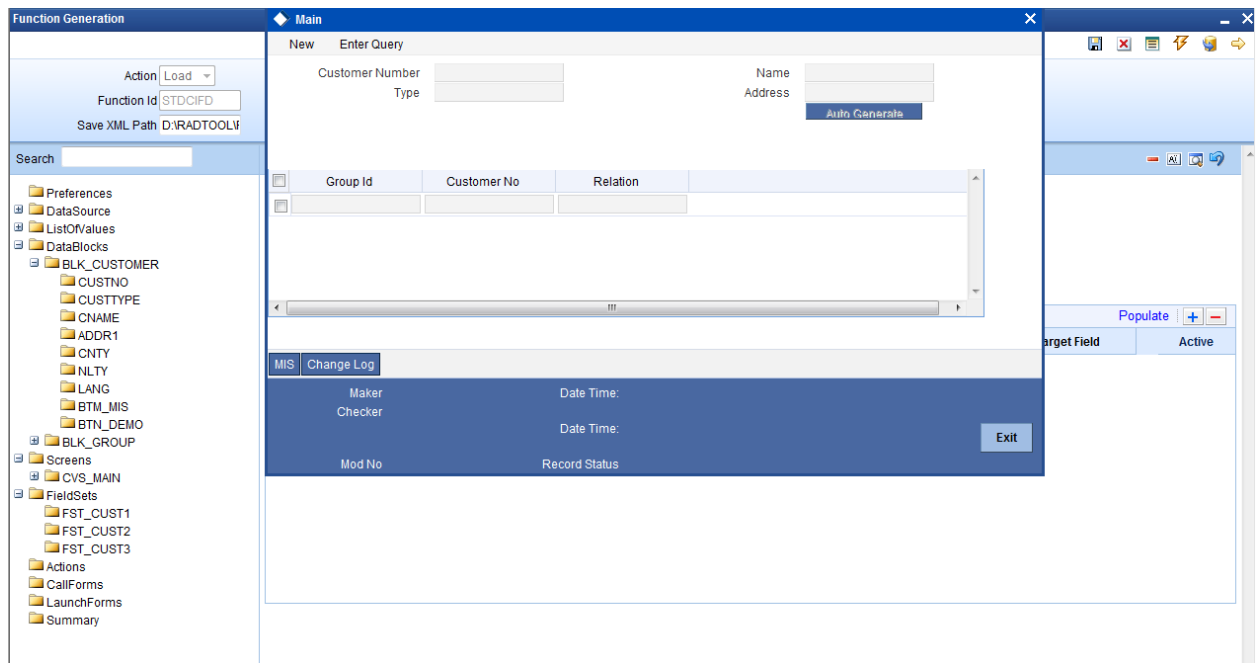 Function Generation
Main
New Enter Query
Action Load
Function Id STDCIFD
Save XML Path D:\RADTOOL\
Customer Number Name
Type Address
Auto Generate
Search
Group Id Customer No Relation
Preferences
DataSource
ListOfValues
DataBlocks
BLK_CUSTOMER
CUSTNO
CUSTTYPE
CNAME
ADDR1
CNTY
NLTY
LANG
BTM_MIS
BTN_DEMO
BLK_GROUP
Screens
CVS_MAIN
FieldSets
FST_CUST1
FST_CUST2
FST_CUST3
Actions
CallForms
LaunchForms
Summary
Populate
arget Field Active
MIS Change Log
Maker Date Time:
Checker
Date Time:
Exit
Mod No Record Status